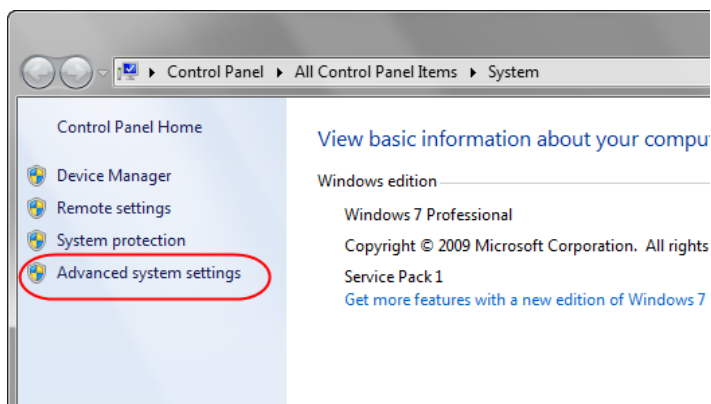 Control Panel ▸ All Control Panel Items ▸ System
Control Panel Home
Device Manager
Remote settings
System protection
Advanced system settings
View basic information about your compu
Windows edition
Windows 7 Professional
Copyright © 2009 Microsoft Corporation. All rights
Service Pack 1
Get more features with a new edition of Windows 7